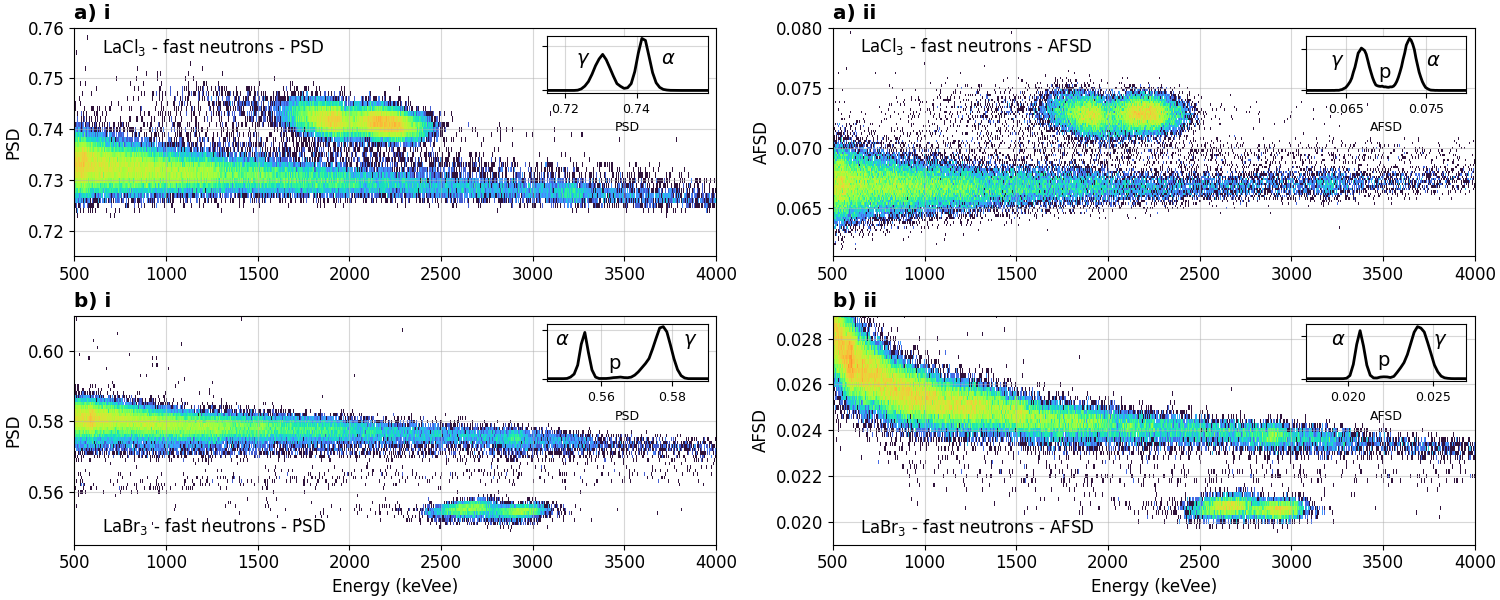 a) i
PSD
0.76
0.75
0.74
0.73
0.72
LaCl3 - fast neutrons - PSD
γ
α
0.72
0.74
PSD
500
1000
1500
2000
2500
3000
3500
4000
a) ii
AFSD
0.080
0.075
0.070
0.065
LaCl3 - fast neutrons - AFSD
γ
p
α
0.065
0.075
AFSD
500
1000
1500
2000
2500
3000
3500
4000
b) i
PSD
0.60
0.58
0.56
α
p
γ
0.56
0.58
PSD
LaBr3 - fast neutrons - PSD
500
1000
1500
2000
2500
3000
3500
4000
Energy (keVee)
b) ii
AFSD
0.028
0.026
0.024
0.022
0.020
α
p
γ
0.020
0.025
AFSD
LaBr3 - fast neutrons - AFSD
500
1000
1500
2000
2500
3000
3500
4000
Energy (keVee)